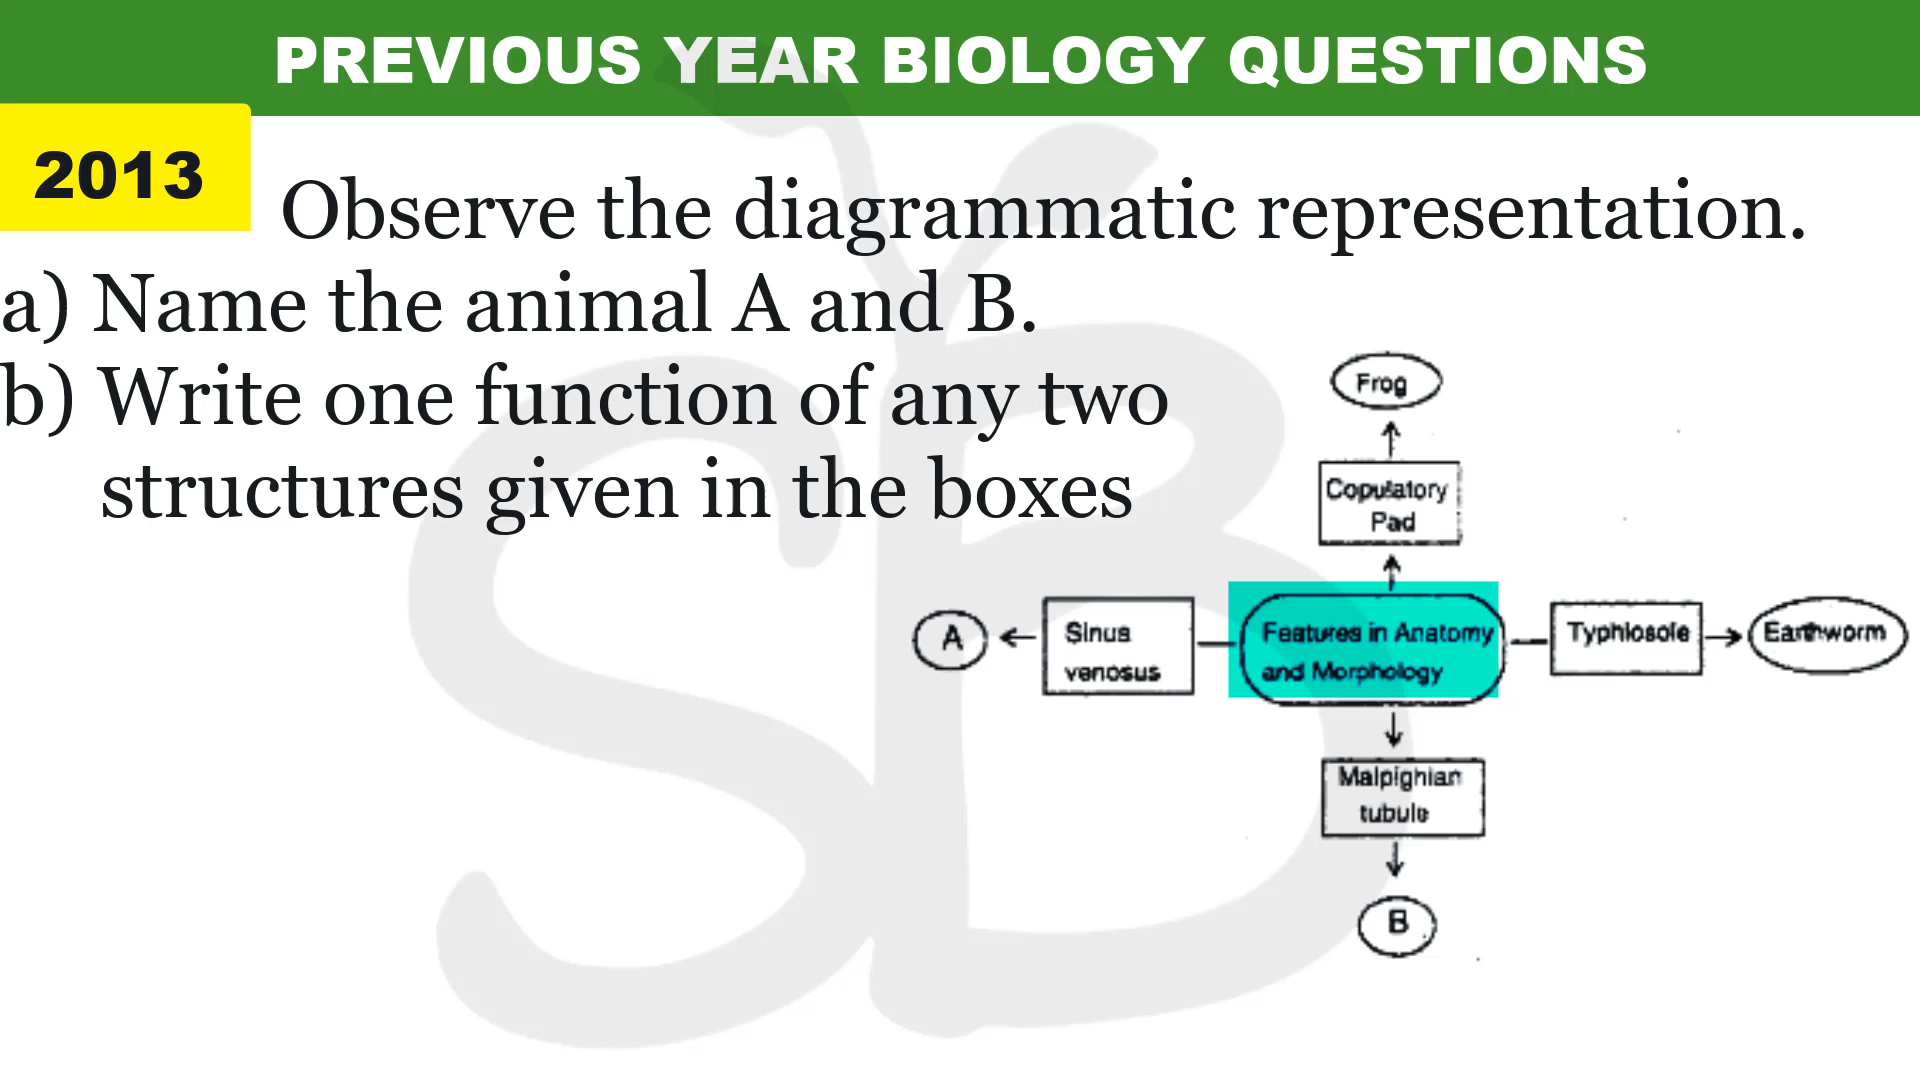 PREVIOUS YEAR BIOLOGY QUESTIONS
2013
Observe the diagrammatic representation.
a) Name the animal A and B.
b) Write one function of any two
structures given in the boxes
Frog
Copulatory
Pad
A
Sinus
venosus
Features in Anatomy
and Morphology
Typhlosole
Earthworm
Malpighian
tubule
B
SB